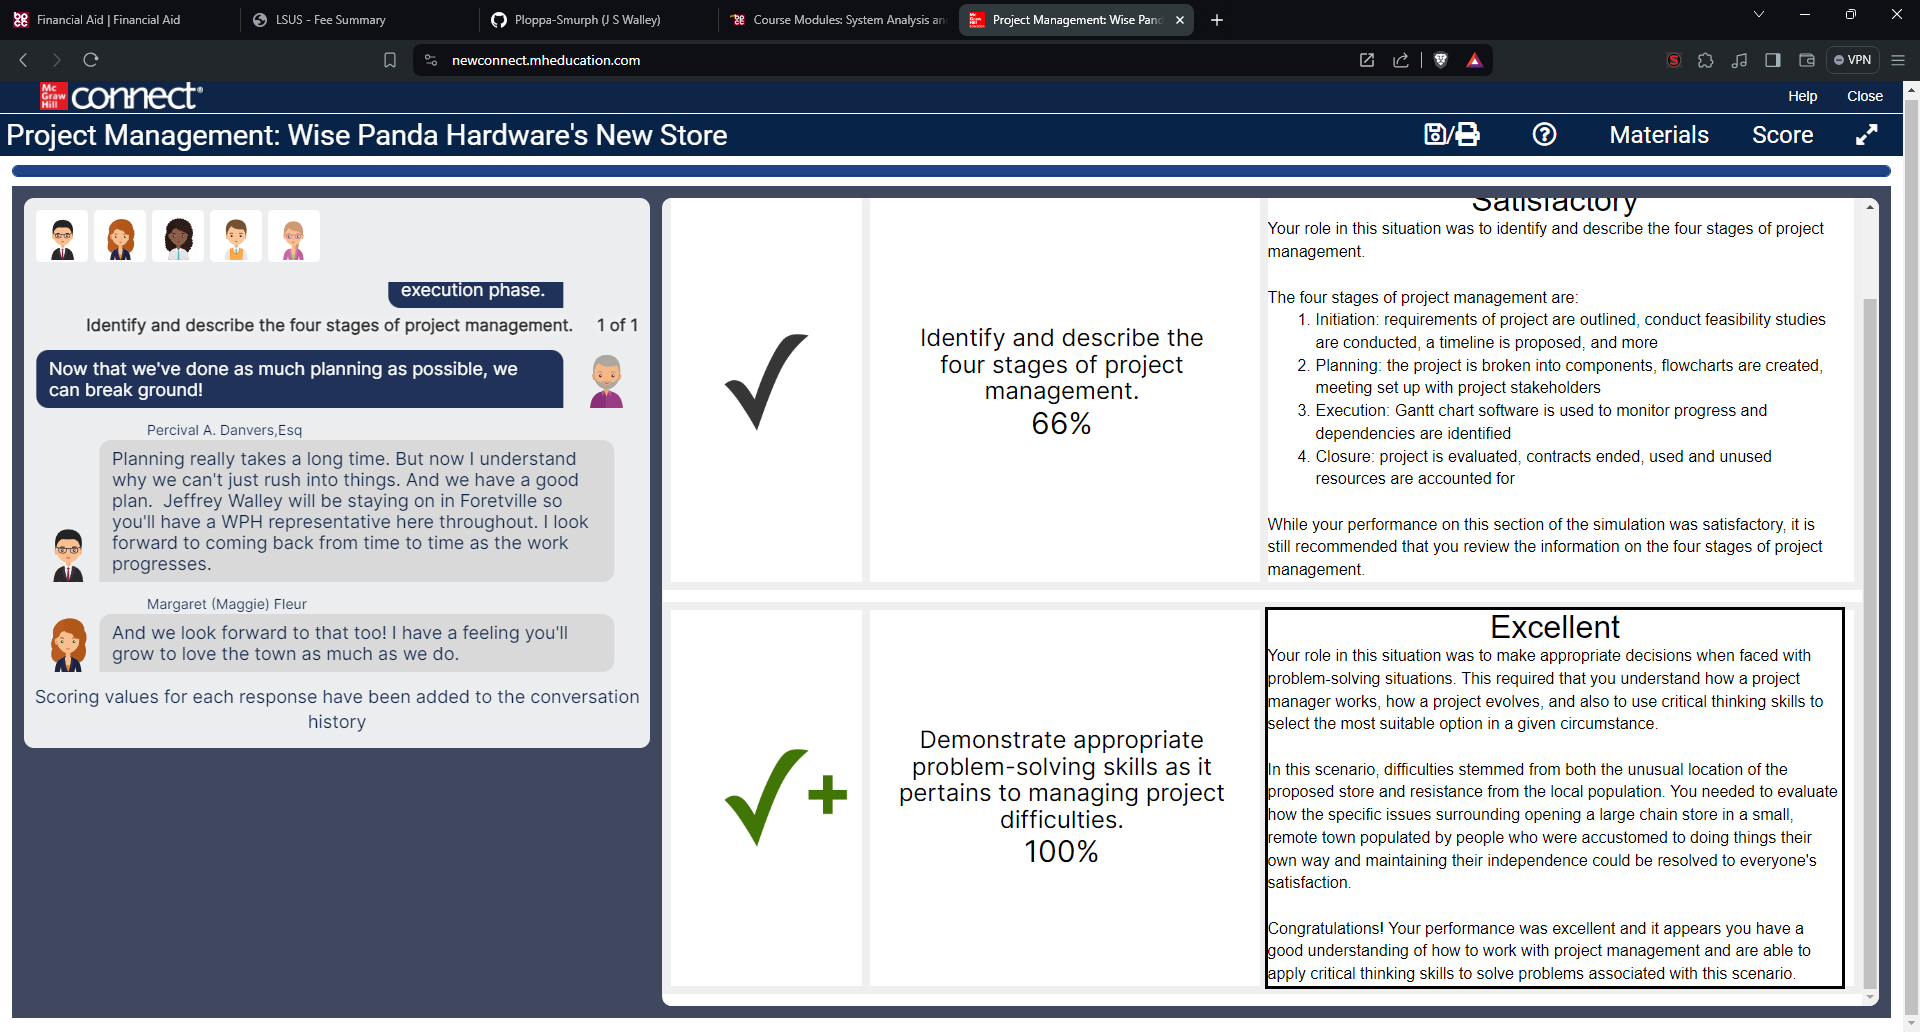 Financial Aid | Financial Aid
LSUS - Fee Summary
Ploppa-Smurph (J S Walley)
Course Modules: System Analysis an
Project Management: Wise Pand
newconnect.mheducation.com
VPN
Mc Graw Hill connect
Help
Close
Project Management: Wise Panda Hardware's New Store
Materials
Score
execution phase.
Identify and describe the four stages of project management. 1 of 1
Now that we've done as much planning as possible, we
can break ground!
Percival A. Danvers,Esq
Planning really takes a long time. But now I understand
why we can't just rush into things. And we have a good
plan.  Jeffrey Walley will be staying on in Foretville so
you'll have a WPH representative here throughout. I look
forward to coming back from time to time as the work
progresses.
Margaret (Maggie) Fleur
And we look forward to that too! I have a feeling you'll
grow to love the town as much as we do.
Scoring values for each response have been added to the conversation
history
Identify and describe the
four stages of project
management.
66%
Satisfactory
Your role in this situation was to identify and describe the four stages of project
management.
The four stages of project management are:
1. Initiation: requirements of project are outlined, conduct feasibility studies
are conducted, a timeline is proposed, and more
2. Planning: the project is broken into components, flowcharts are created,
meeting set up with project stakeholders
3. Execution: Gantt chart software is used to monitor progress and
dependencies are identified
4. Closure: project is evaluated, contracts ended, used and unused
resources are accounted for
While your performance on this section of the simulation was satisfactory, it is
still recommended that you review the information on the four stages of project
management.
Demonstrate appropriate
problem-solving skills as it
pertains to managing project
difficulties.
100%
Excellent
Your role in this situation was to make appropriate decisions when faced with
problem-solving situations. This required that you understand how a project
manager works, how a project evolves, and also to use critical thinking skills to
select the most suitable option in a given circumstance.
In this scenario, difficulties stemmed from both the unusual location of the
proposed store and resistance from the local population. You needed to evaluate
how the specific issues surrounding opening a large chain store in a small,
remote town populated by people who were accustomed to doing things their
own way and maintaining their independence could be resolved to everyone's
satisfaction.
Congratulations! Your performance was excellent and it appears you have a
good understanding of how to work with project management and are able to
apply critical thinking skills to solve problems associated with this scenario.